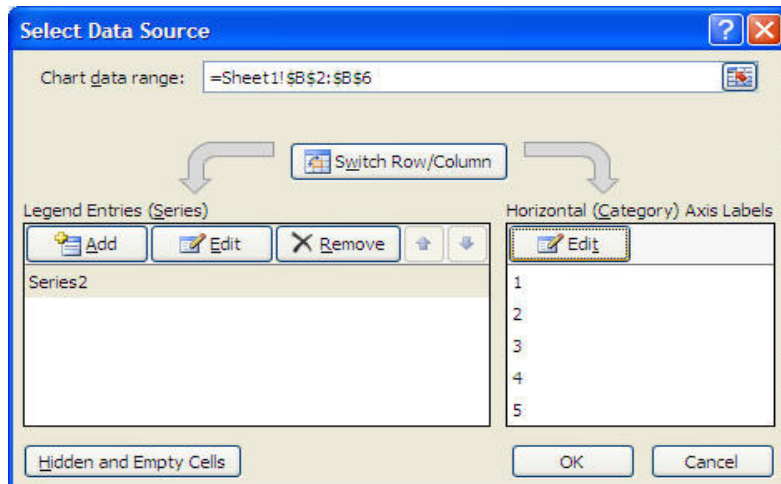 Select Data Source
?
Chart data range: =Sheet1!$B$2:$B$6
Switch Row/Column
Legend Entries (Series)
Add Edit Remove
Series2
Horizontal (Category) Axis Labels
Edit
1
2
3
4
5
Hidden and Empty Cells
OK Cancel